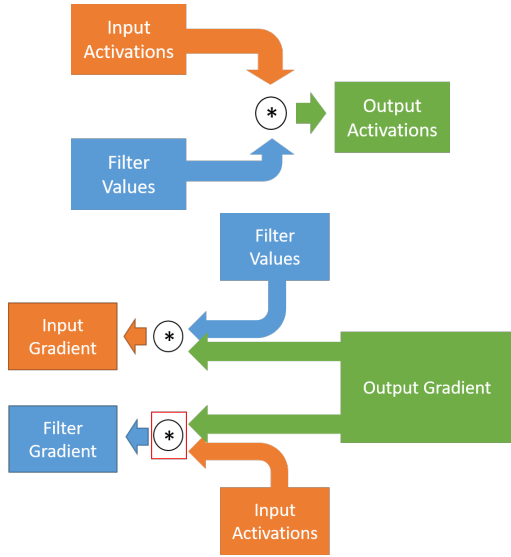 Input
Activations
*
Output
Activations
Filter
Values
Filter
Values
Input
Gradient
*
Output Gradient
Filter
Gradient
*
Input
Activations